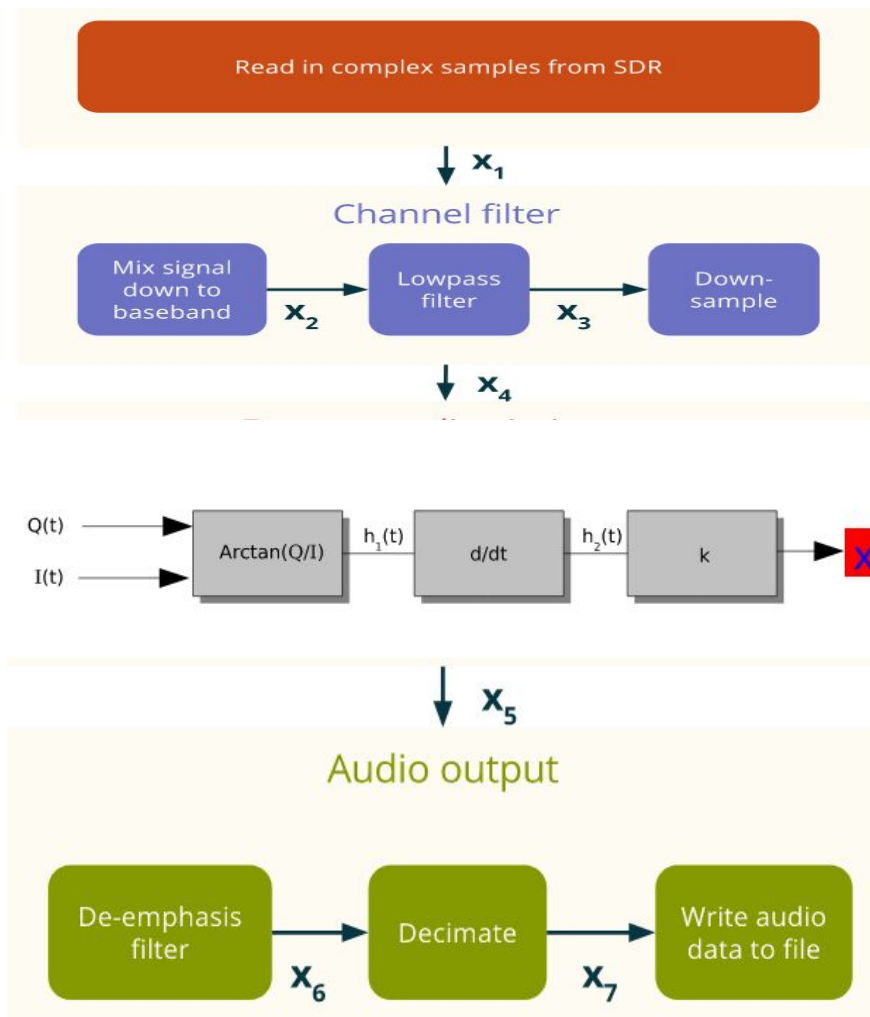 Read in complex samples from SDR
x₁
Channel filter
Mix signal
down to
baseband
x₂
Lowpass
filter
x₃
Down-
sample
x₄
Q(t)
I(t)
Arctan(Q/I)
h₁(t)
d/dt
h₂(t)
k
X
x₅
Audio output
De-emphasis
filter
x₆
Decimate
x₇
Write audio
data to file